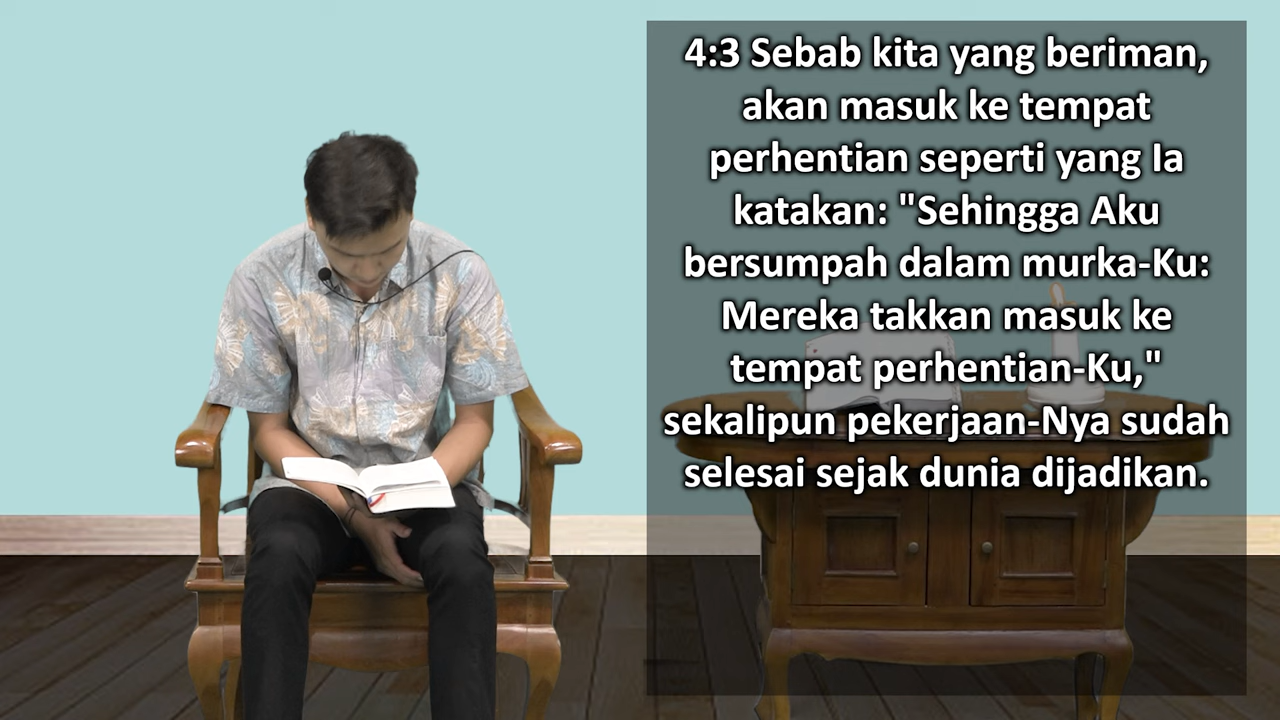 4:3 Sebab kita yang beriman,
akan masuk ke tempat
perhentian seperti yang Ia
katakan: "Sehingga Aku
bersumpah dalam murka-Ku:
Mereka takkan masuk ke
tempat perhentian-Ku,"
sekalipun pekerjaan-Nya sudah
selesai sejak dunia dijadikan.